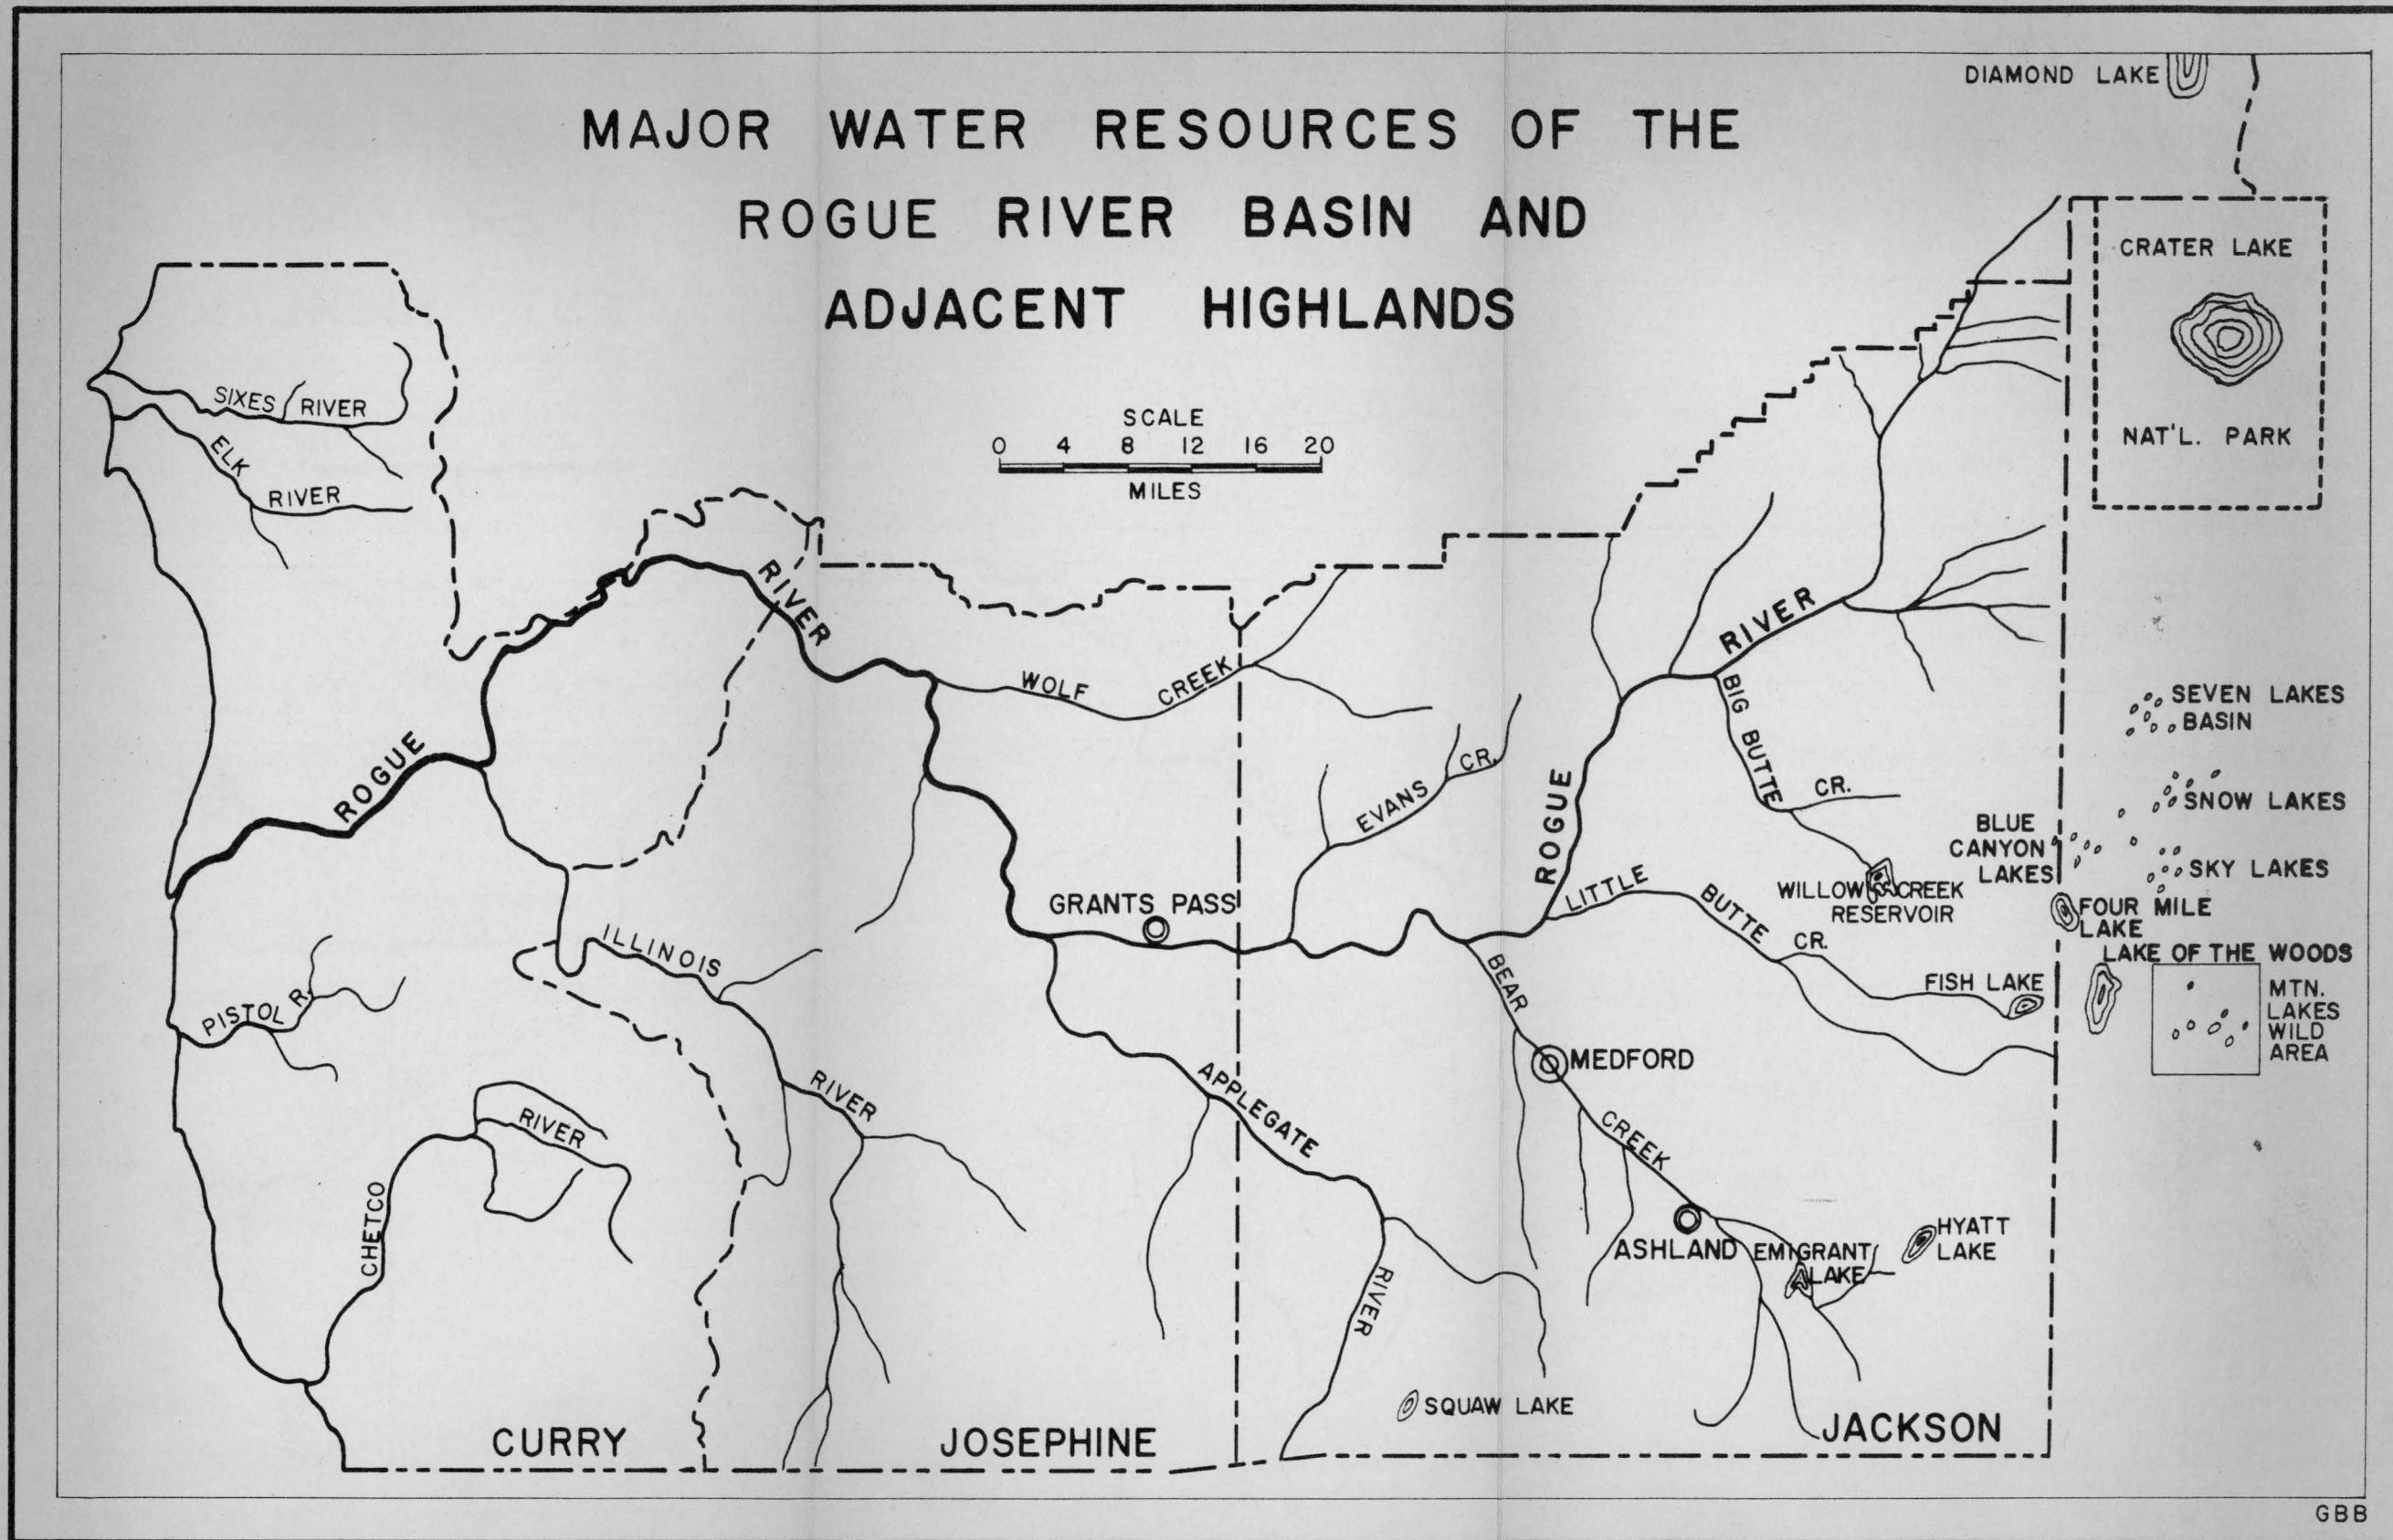 DIAMOND LAKE
MAJOR WATER RESOURCES OF THE
ROGUE RIVER BASIN AND
ADJACENT HIGHLANDS
CRATER LAKE
NAT'L. PARK
SCALE
0 4 8 12 16 20
MILES
SIXES RIVER
ELK
RIVER
RIVER
ROGUE
WOLF CREEK
RIVER
ROGUE
BIG BUTTE
CR.
EVANS
CR.
SEVEN LAKES
BASIN
SNOW LAKES
BLUE
CANYON
LAKES
SKY LAKES
WILLOW CREEK
RESERVOIR
FOUR MILE
LAKE
LAKE OF THE WOODS
MTN.
LAKES
WILD
AREA
LITTLE
BUTTE
CR.
FISH LAKE
GRANTS PASS
ILLINOIS
RIVER
PISTOL R.
BEAR
CREEK
MEDFORD
APPLEGATE
RIVER
CHETCO
RIVER
ASHLAND
EMIGRANT
LAKE
HYATT
LAKE
SQUAW LAKE
CURRY
JOSEPHINE
JACKSON
GBB